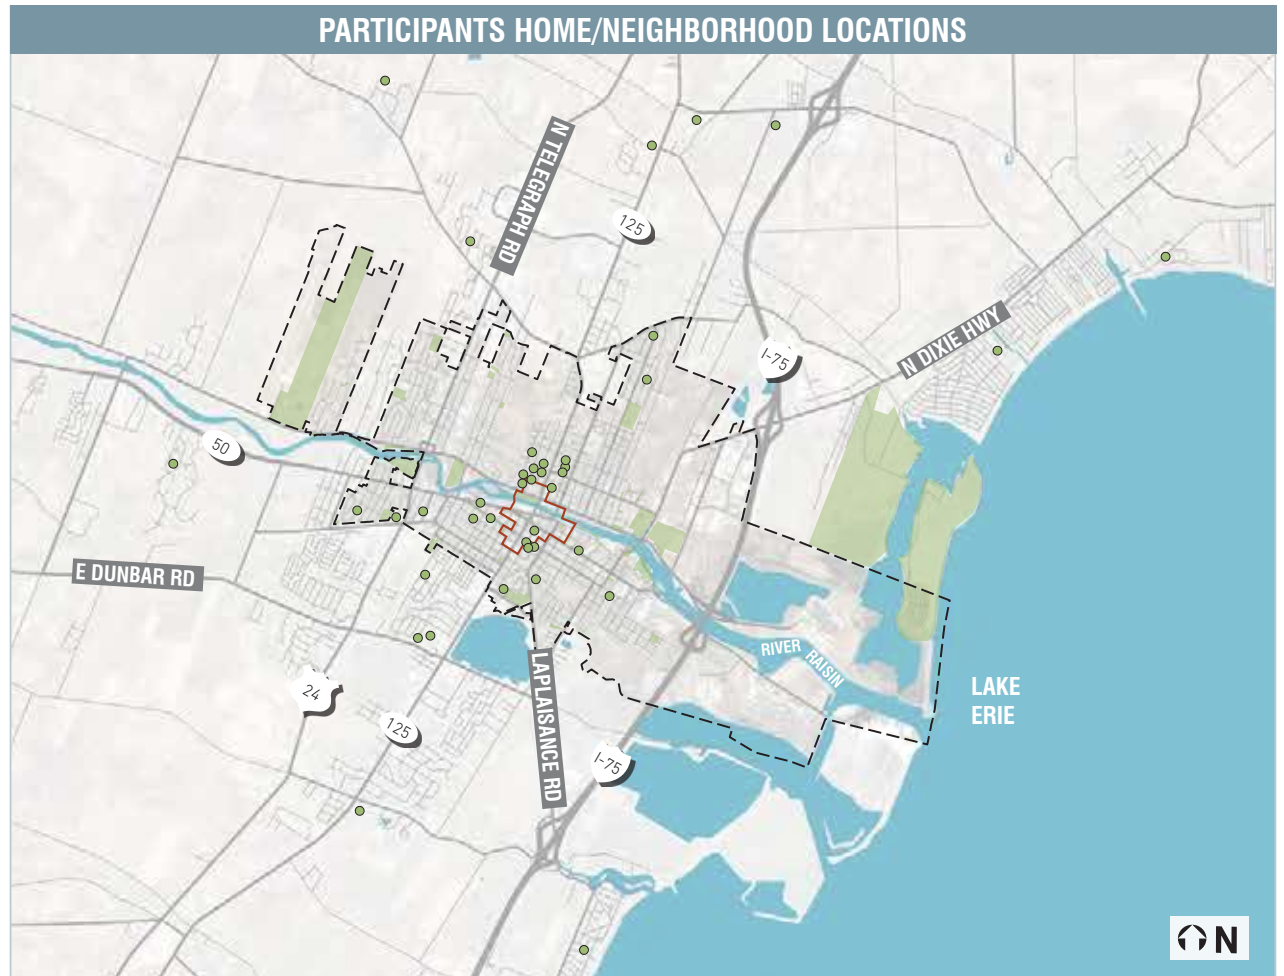 PARTICIPANTS HOME/NEIGHBORHOOD LOCATIONS
N TELEGRAPH RD
125
I-75
N DIXIE HWY
50
E DUNBAR RD
RIVER RAISIN
24
125
LAPLAISANCE RD
I-75
LAKE
ERIE
N